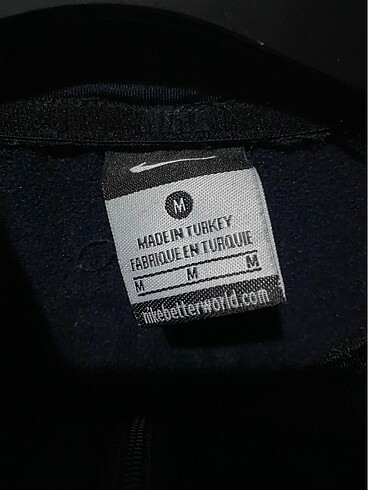 M
MADE IN TURKEY
FABRIQUE EN TURQUIE
M M M
nikebetterworld.com